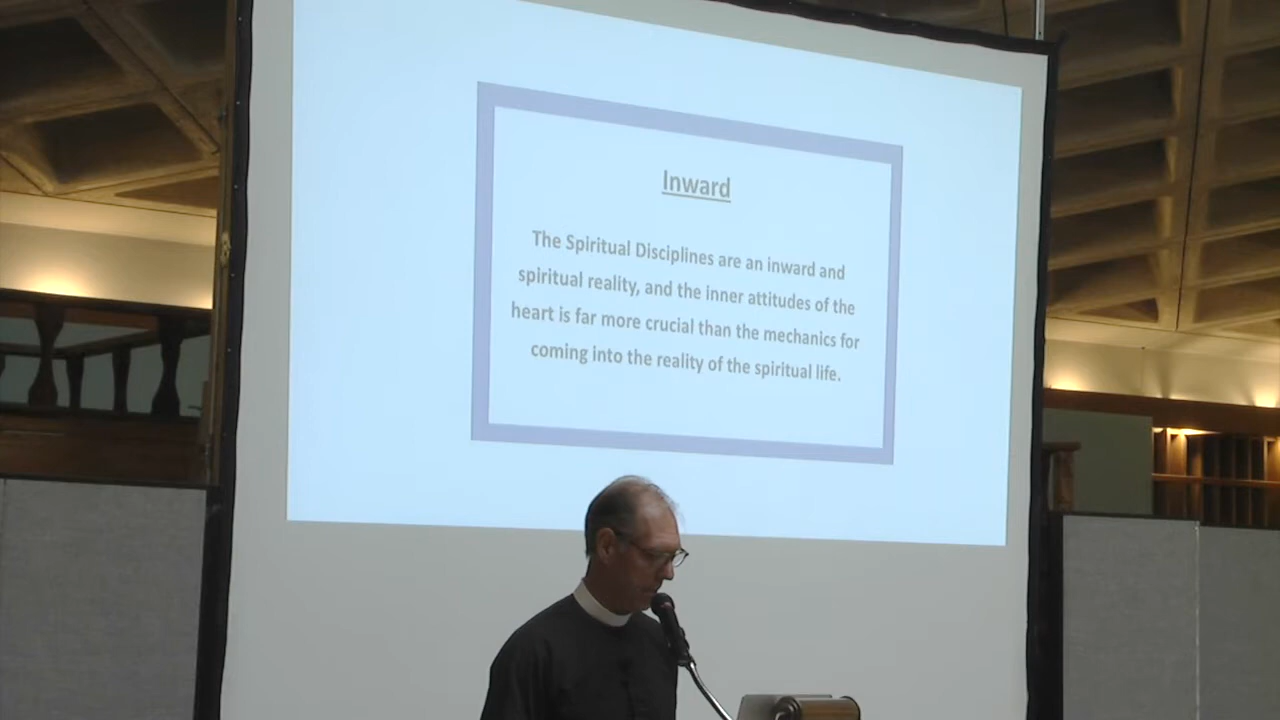 Inward
The Spiritual Disciplines are an inward and
spiritual reality, and the inner attitudes of the
heart is far more crucial than the mechanics for
coming into the reality of the spiritual life.